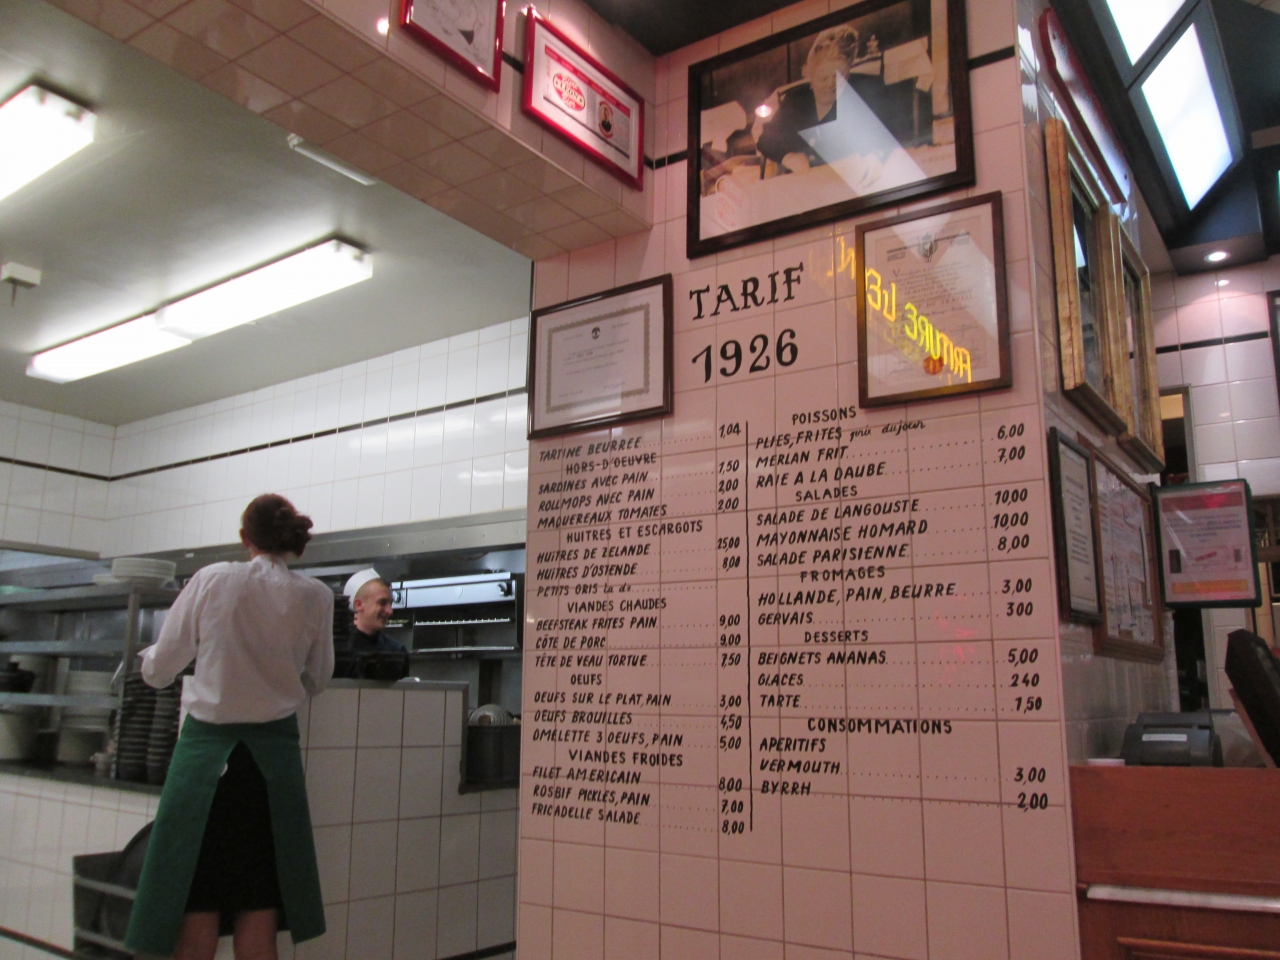 TARIF
1926
TARTINE BEURREE 1,04
HORS-D'OEUVRE
SARDINES AVEC PAIN 1,50
ROLLMOPS AVEC PAIN 2,00
MAQUEREAUX TOMATES 2,00
HUITRES ET ESCARGOTS
HUITRES DE ZELANDE 25,00
HUITRES D'OSTENDE 8,00
PETITS GRIS
VIANDES CHAUDES
BEEFSTEAK FRITES PAIN 9,00
CÔTE DE PORC 9,00
TÊTE DE VEAU TORTUE 7,50
OEUFS
OEUFS SUR LE PLAT, PAIN 3,00
OEUFS BROUILLES 4,50
OMELETTE 3 OEUFS, PAIN 5,00
VIANDES FROIDES
FILET AMERICAIN 8,00
ROSBIF PICKLES, PAIN 7,00
FRICADELLE SALADE 8,00
POISSONS
PLIES, FRITES prix du jour
MERLAN FRIT 6,00
RAIE A LA DAUBE 7,00
SALADES
SALADE DE LANGOUSTE 10,00
MAYONNAISE HOMARD 10,00
SALADE PARISIENNE 8,00
FROMAGES
HOLLANDE, PAIN, BEURRE 3,00
GERVAIS 3 00
DESSERTS
BEIGNETS ANANAS 5,00
GLACES 2 40
TARTE 1,50
CONSOMMATIONS
APERITIFS
VERMOUTH 3,00
BYRRH 2,00
FRITURE LEON